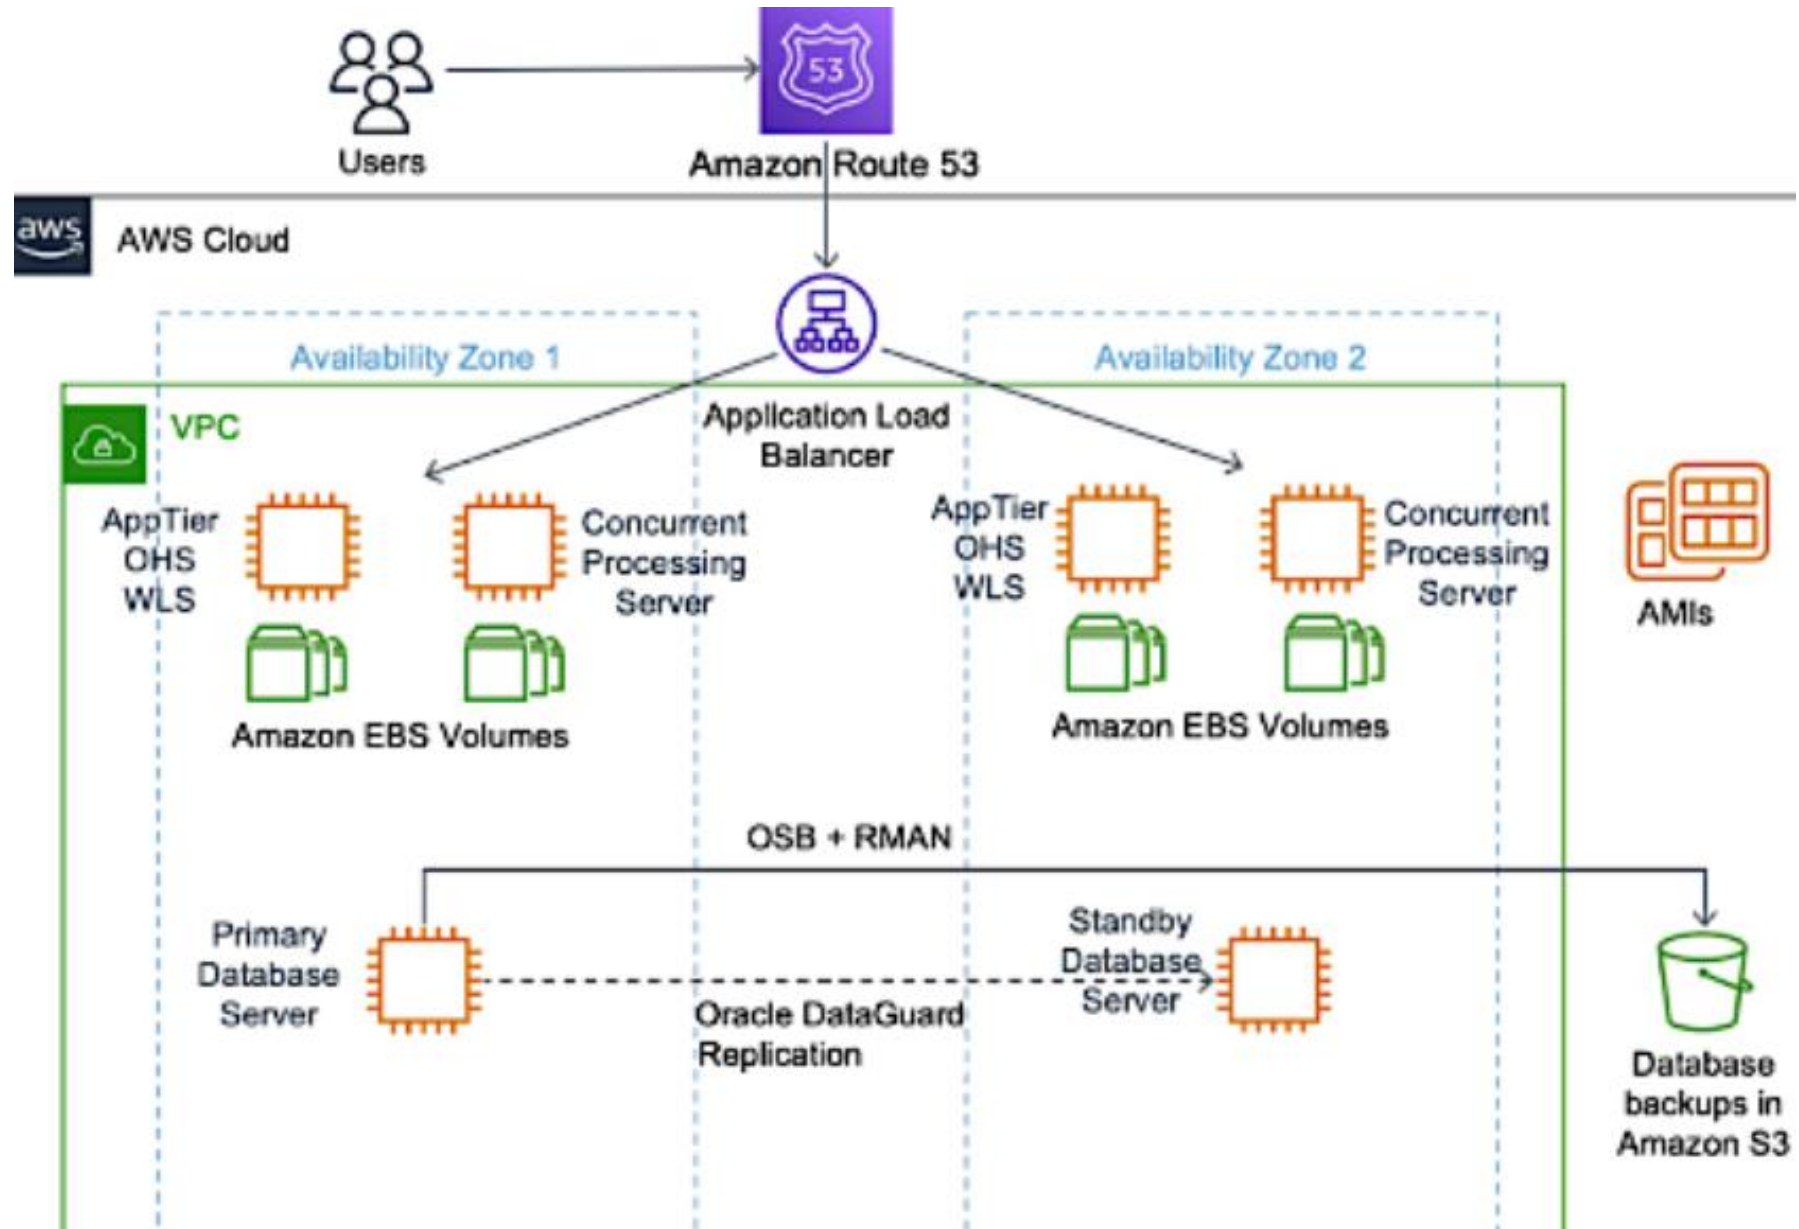 53
Users
Amazon Route 53
aws
AWS Cloud
Availability Zone 1
Availability Zone 2
VPC
Application Load
Balancer
AppTier
OHS
WLS
Concurrent
Processing
Server
AppTier
OHS
WLS
Concurrent
Processing
Server
AMIs
Amazon EBS Volumes
Amazon EBS Volumes
OSB + RMAN
Primary
Database
Server
Standby
Database
Server
Oracle DataGuard
Replication
Database
backups in
Amazon S3